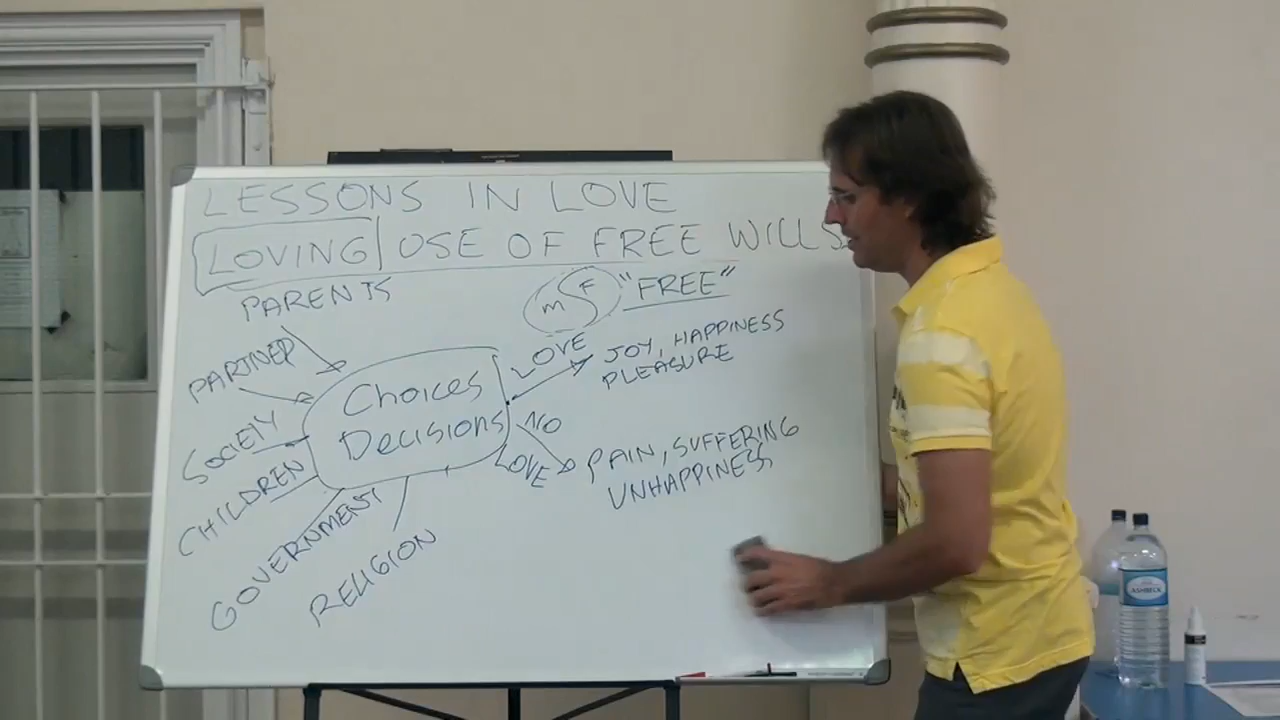 LESSONS IN LOVE
LOVING USE OF FREE WILLS
m F "FREE"
PARENTS
PARTNER
SOCIETY
CHILDREN
GOVERNMENT
RELIGION
Choices
Decisions
LOVE
JOY, HAPPINESS
PLEASURE
NO
LOVE
PAIN, SUFFERING
UNHAPPINESS
ASHBECK